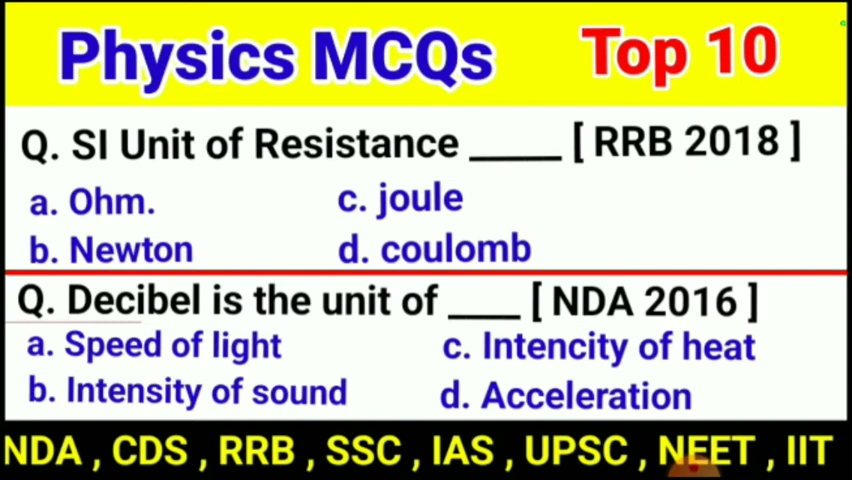 Physics MCQs Top 10
Q. SI Unit of Resistance ____ [ RRB 2018 ]
a. Ohm. c. joule
b. Newton d. coulomb
Q. Decibel is the unit of ___ [ NDA 2016 ]
a. Speed of light c. Intencity of heat
b. Intensity of sound d. Acceleration
NDA , CDS , RRB , SSC , IAS , UPSC , NEET , IIT